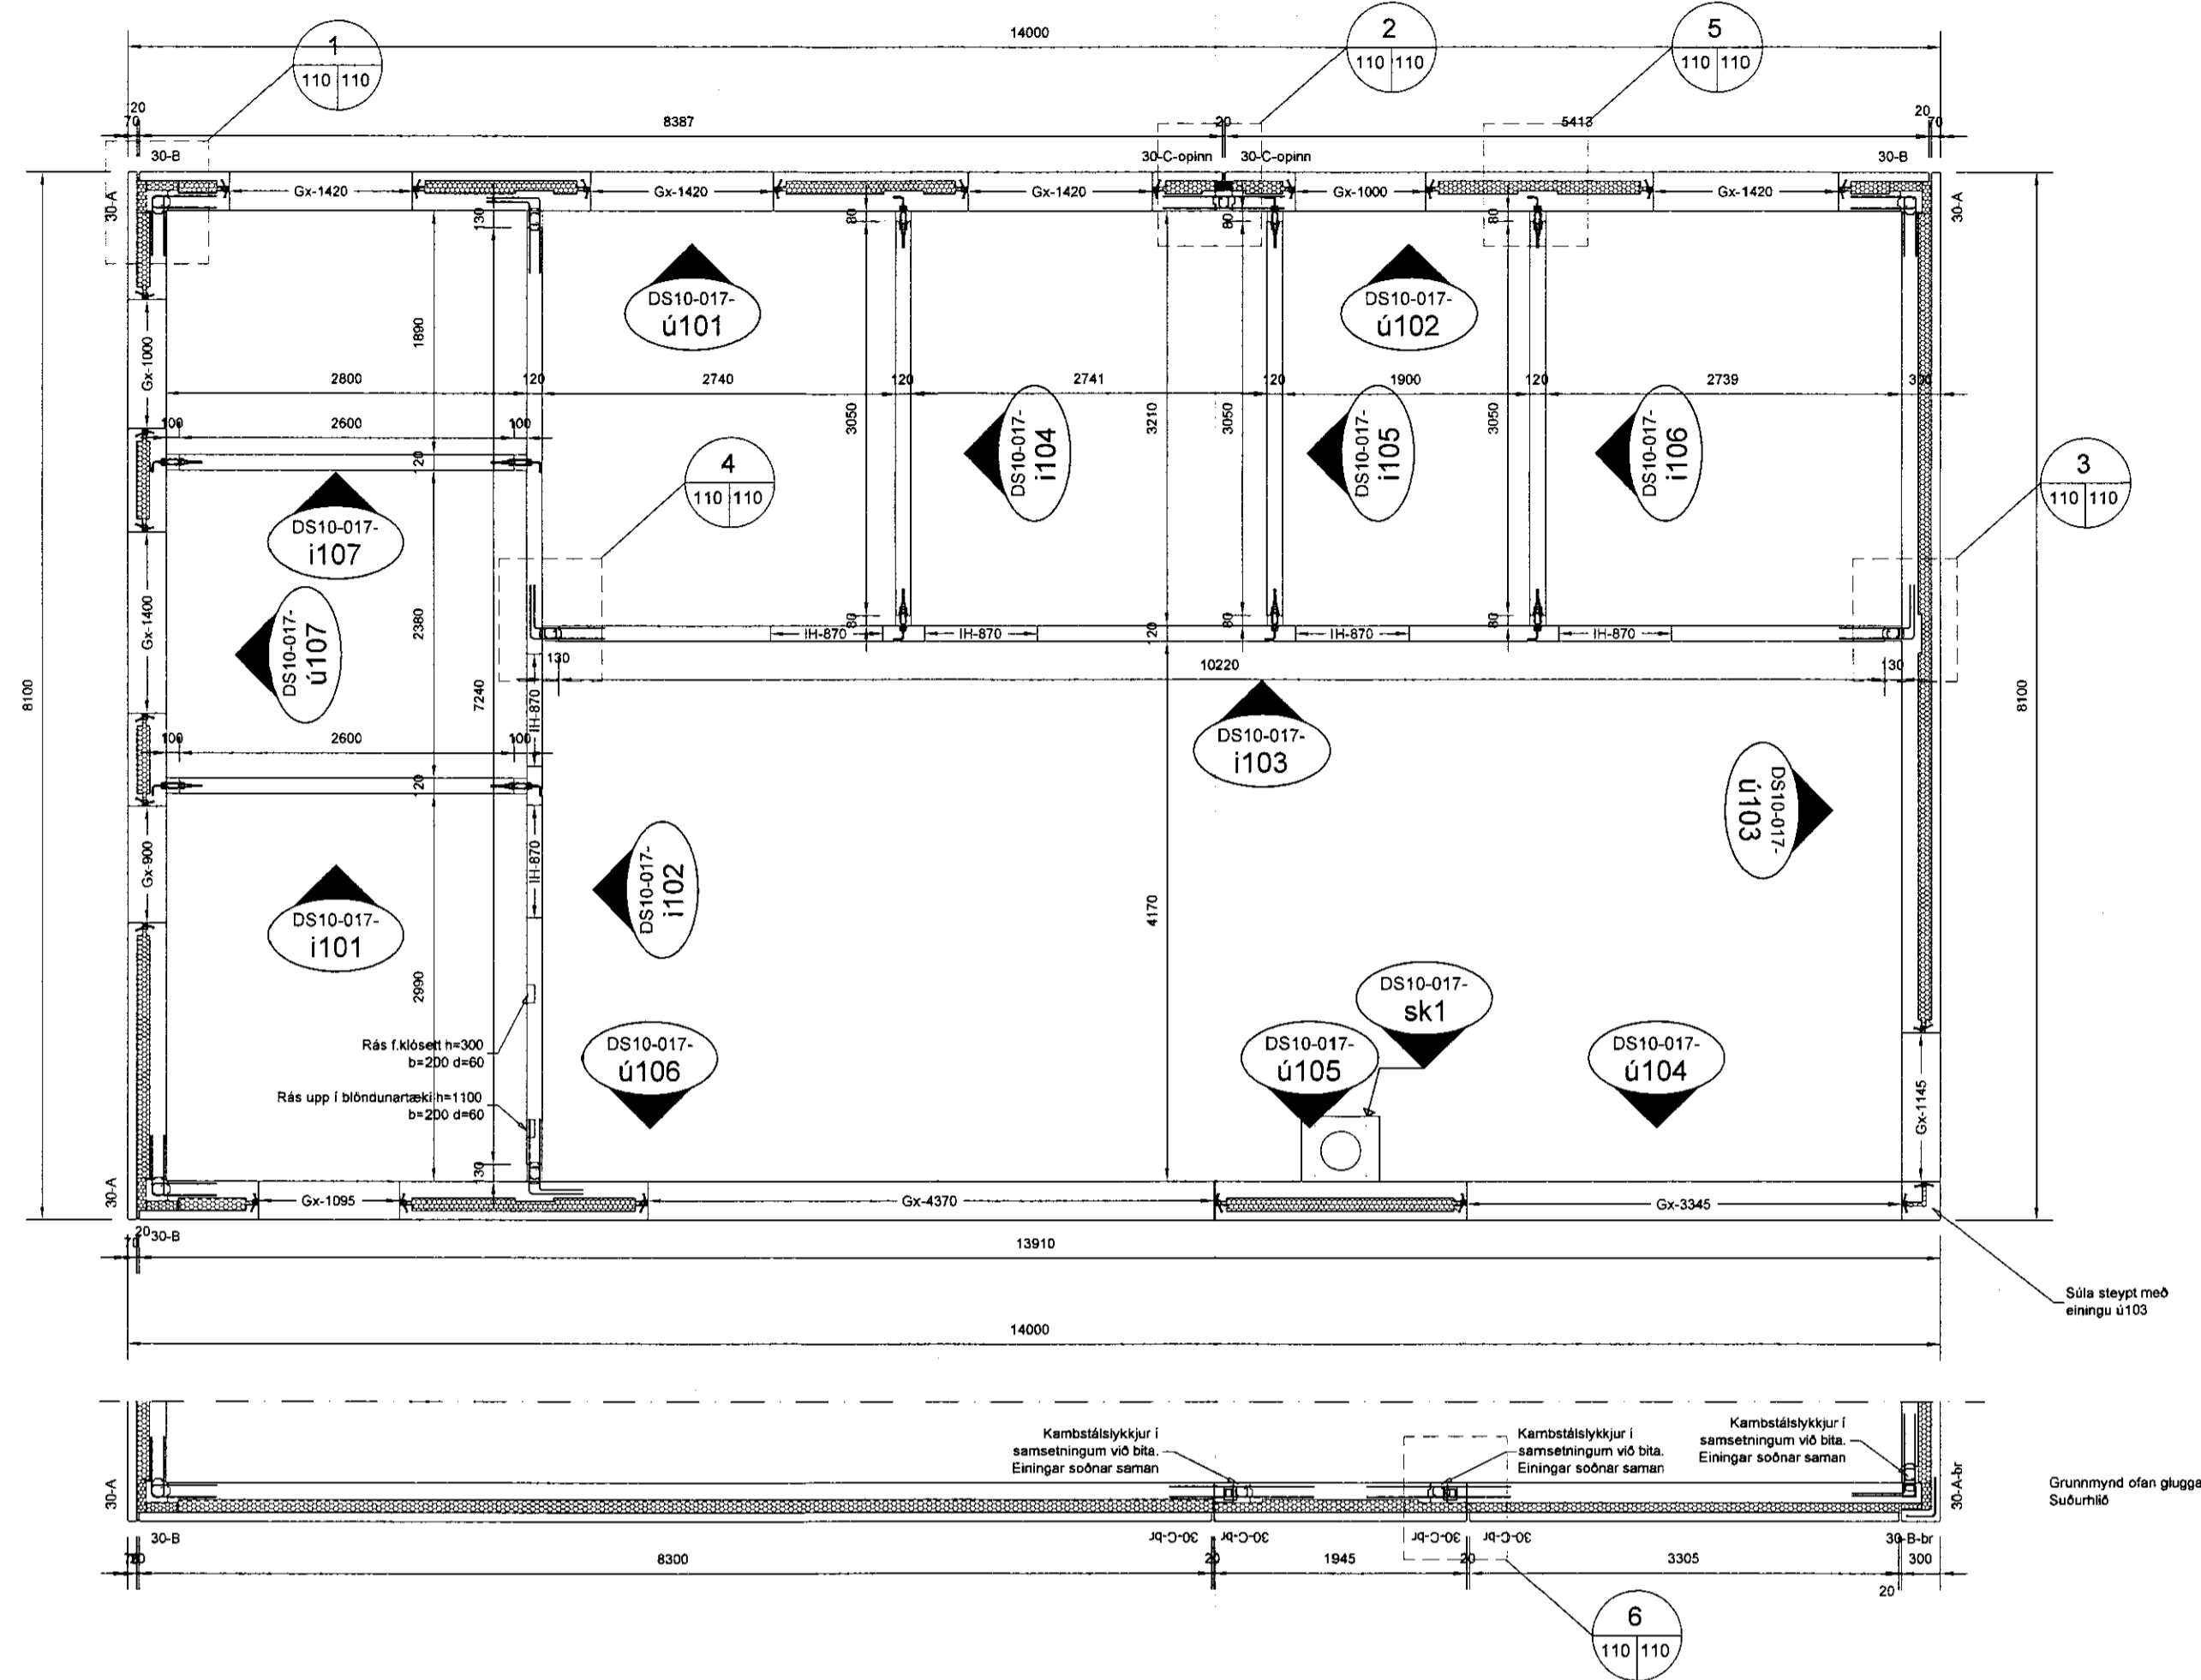 14000
1
110 110
2
110 110
5
110 110
20
70
8387
20
5413
20
70
30-B
30-C-opinn
30-C-opinn
30-B
30-A
30-A
Gx-1420
Gx-1420
Gx-1420
Gx-1000
Gx-1420
130
80
80
80
DS10-017-
ú101
DS10-017-
ú102
1890
Gx-1000
2800
120
2740
120
2741
120
1900
120
2739
300
3050
3210
3050
3050
100
2600
100
120
DS10-017-
i104
DS10-017-
i105
DS10-017-
i106
4
110 110
3
110 110
DS10-017-
i107
Gx-1400
DS10-017-
ú107
2380
7240
8100
8100
80
80
80
120
IH-870
IH-870
IH-870
IH-870
130
10220
130
IH-870
100
2600
100
120
DS10-017-
i103
DS10-017-
ú103
Gx-900
IH-870
DS10-017-
i102
DS10-017-
i101
4170
2990
DS10-017-
sk1
Rás f.klósett h=300
b=200 d=60
Rás upp í blöndunartæki h=1100
b=200 d=60
DS10-017-
ú106
DS10-017-
ú105
DS10-017-
ú104
Gx-1145
130
30-A
Gx-1095
Gx-4370
Gx-3345
20
70
30-B
13910
Súla steypt með
einingu ú103
14000
Kambstálslykkjur í
samsetningum við bita.
Einingar soðnar saman
Kambstálslykkjur í
samsetningum við bita.
Einingar soðnar saman
Kambstálslykkjur í
samsetningum við bita.
Einingar soðnar saman
30-A
30-A-br
Grunnmynd ofan glugga
Suðurhlið
30-B
30-C-br
30-C-br
30-C-br
30-C-br
30-B-br
70
20
8300
20
1945
20
3305
20
300
6
110 110